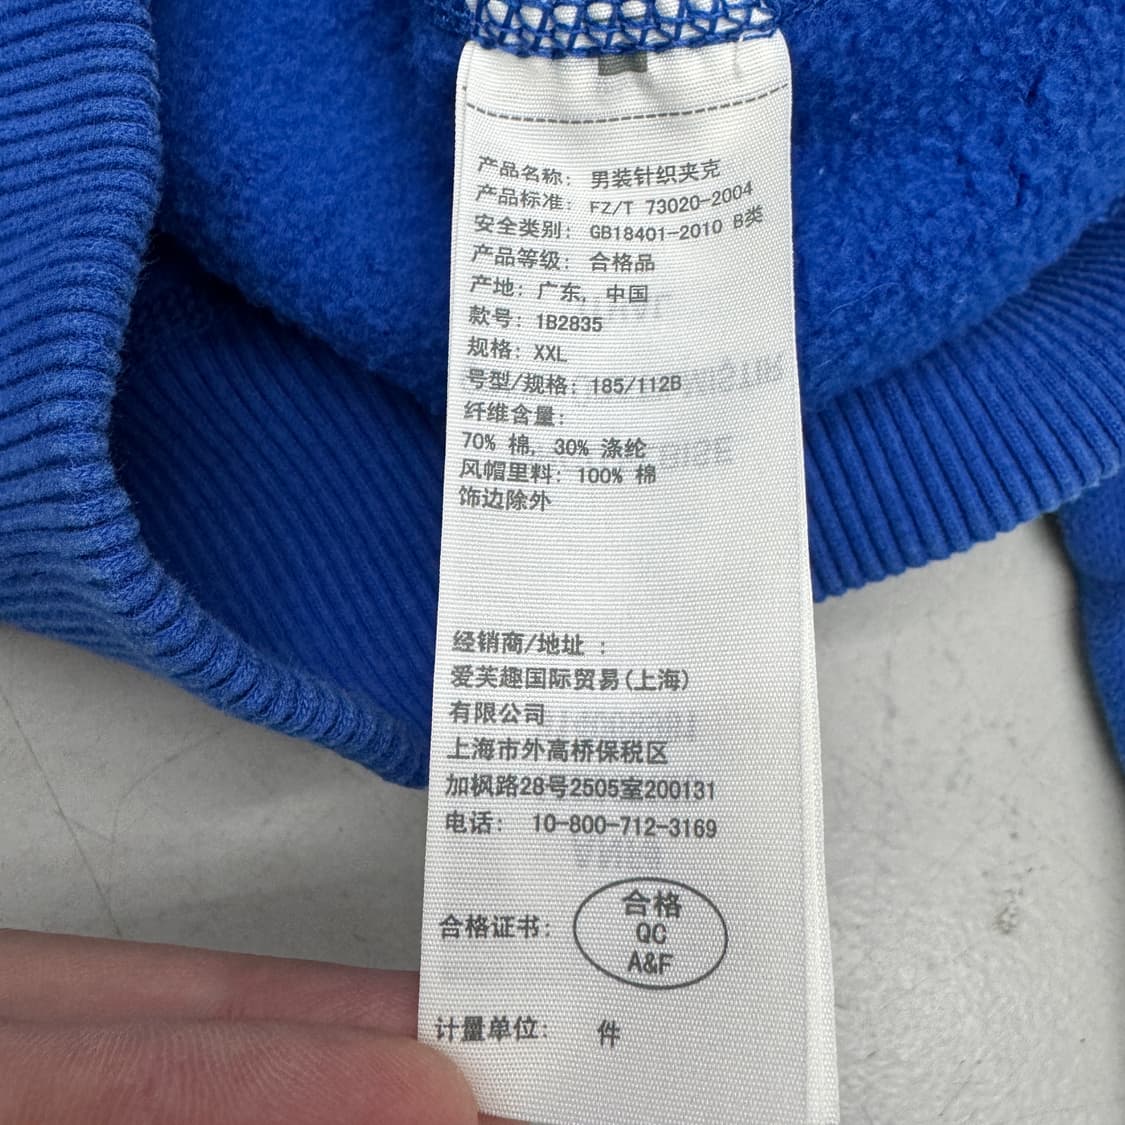 产品名称: 男装针织夹克
产品标准: FZ/T 73020-2004
安全类别: GB18401-2010 B类
产品等级: 合格品
产地: 广东, 中国
款号: 1B2835
规格: XXL
号型/规格: 185/112B
纤维含量:
70% 棉, 30% 涤纶
风帽里料: 100% 棉
饰边除外
经销商/地址 :
爱芙趣国际贸易(上海)
有限公司
上海市外高桥保税区
加枫路28号2505室200131
电话: 10-800-712-3169
合格证书: 合格
QC
A&F
计量单位: 件